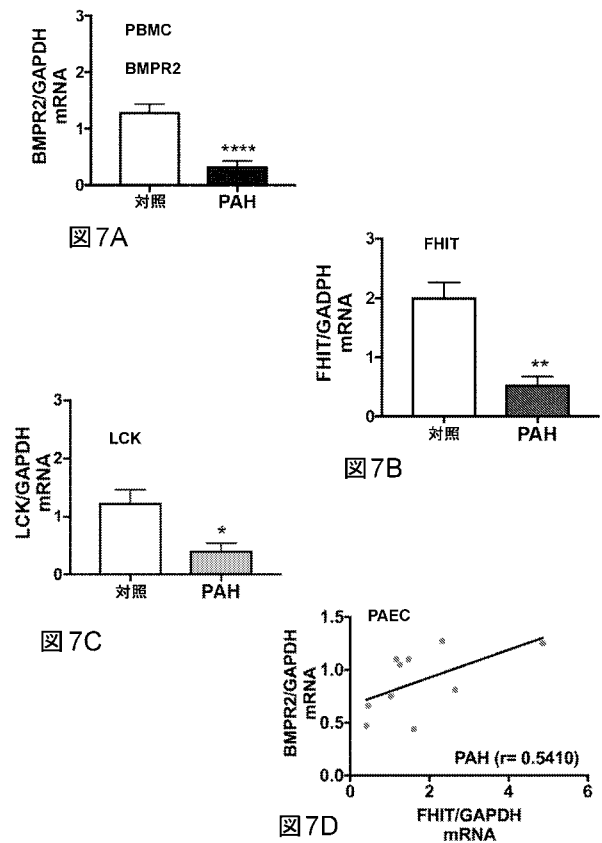 PBMC
BMPR2
BMPR2/GAPDH
mRNA
3
2
1
0
****
対照
PAH
図7A
FHIT
FHIT/GADPH
mRNA
3
2
1
0
**
対照
PAH
図7B
LCK
LCK/GAPDH
mRNA
3
2
1
0
*
対照
PAH
図7C
PAEC
BMPR2/GAPDH
mRNA
1.5
1.0
0.5
0.0
PAH (r= 0.5410)
0
2
4
6
FHIT/GAPDH
mRNA
図7D